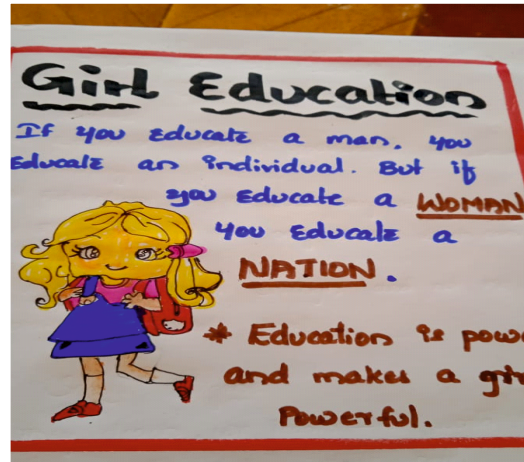 Girl Education
If you educate a man, you
Educate an individual. But if
you educate a WOMAN
you educate a
NATION.
* Education is
and makes a
Powerful.